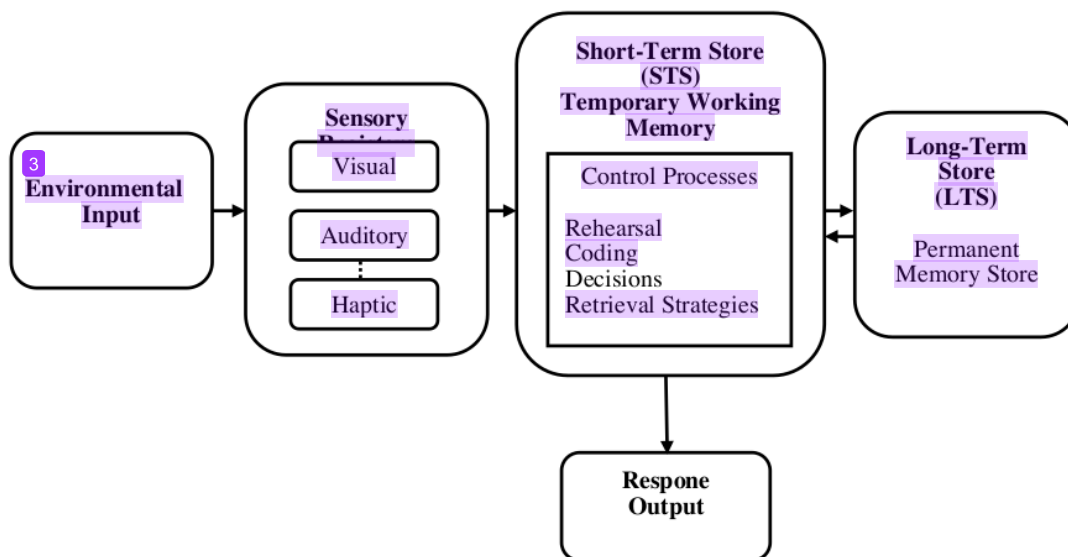 3
Environmental
Input
Sensory
Visual
Auditory
Haptic
Short-Term Store
(STS)
Temporary Working
Memory
Control Processes
Rehearsal
Coding
Decisions
Retrieval Strategies
Long-Term
Store
(LTS)
Permanent
Memory Store
Respone
Output